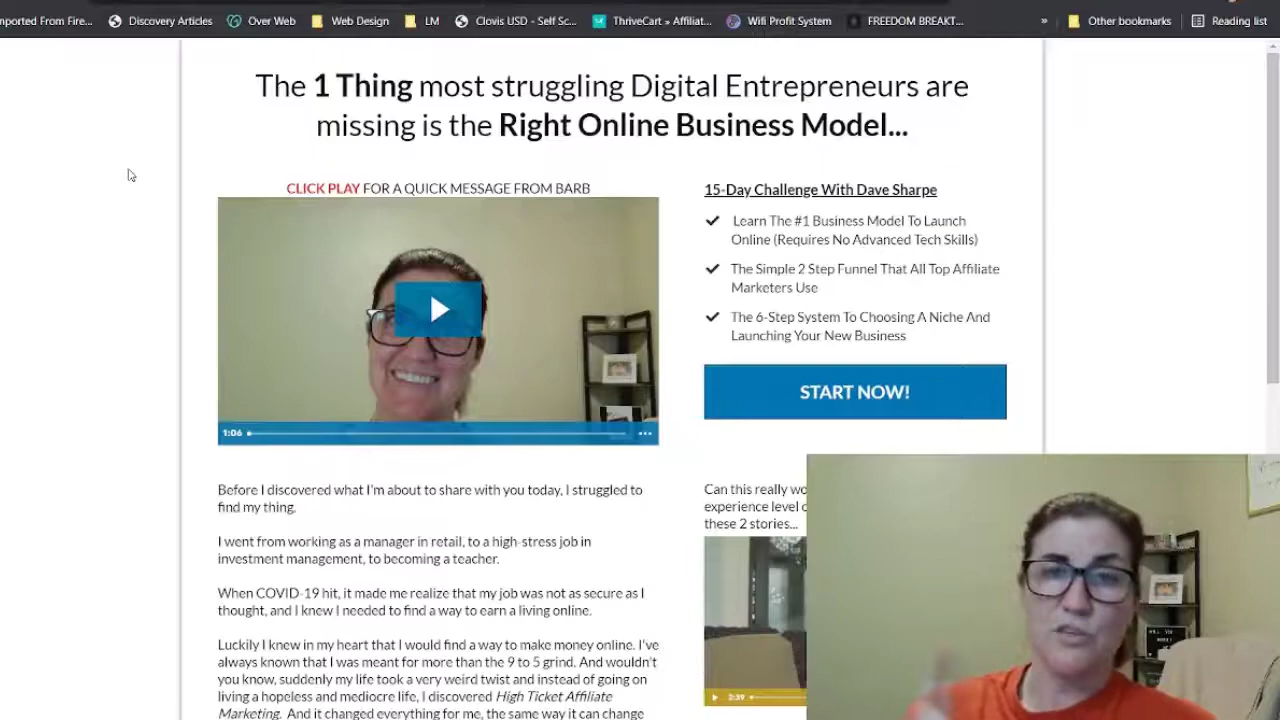 mported From Fire...
Discovery Articles
Over Web
Web Design
LM
Clovis USD - Self Sc...
ThriveCart » Affiliat...
Wifi Profit System
FREEDOM BREAKT...
»
Other bookmarks
Reading list
The 1 Thing most struggling Digital Entrepreneurs are
missing is the Right Online Business Model...
CLICK PLAY FOR A QUICK MESSAGE FROM BARB
1:06
15-Day Challenge With Dave Sharpe
Learn The #1 Business Model To Launch
Online (Requires No Advanced Tech Skills)
The Simple 2 Step Funnel That All Top Affiliate
Marketers Use
The 6-Step System To Choosing A Niche And
Launching Your New Business
START NOW!
Before I discovered what I'm about to share with you today, I struggled to
find my thing.
I went from working as a manager in retail, to a high-stress job in
investment management, to becoming a teacher.
When COVID-19 hit, it made me realize that my job was not as secure as I
thought, and I knew I needed to find a way to earn a living online.
Luckily I knew in my heart that I would find a way to make money online. I've
always known that I was meant for more than the 9 to 5 grind. And wouldn't
you know, suddenly my life took a very weird twist and instead of going on
living a hopeless and mediocre life, I discovered High Ticket Affiliate
Marketing. And it changed everything for me, the same way it can change
Can this really wo
experience level
these 2 stories...
3:39